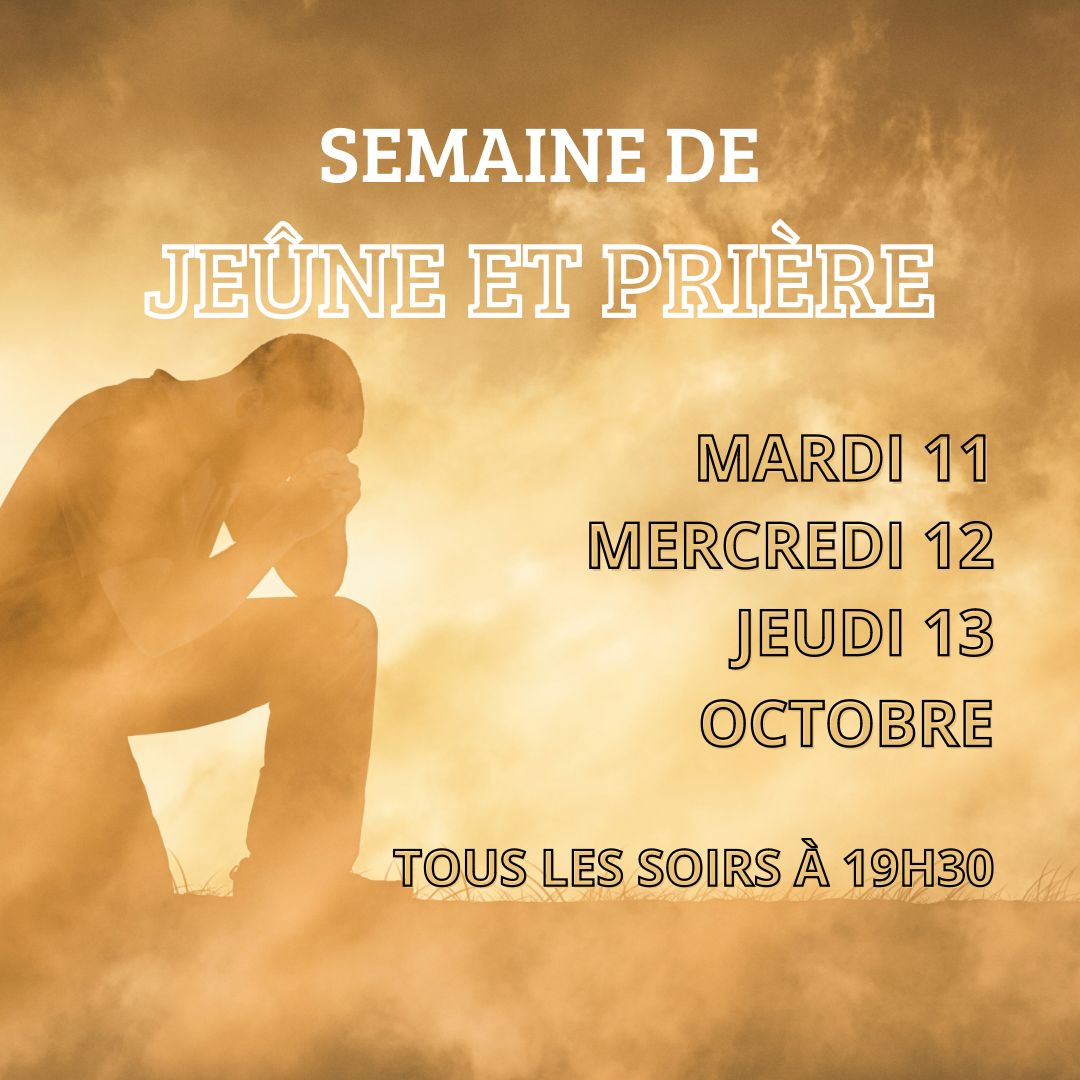 SEMAINE DE
JEÛNE ET PRIÈRE
MARDI 11
MERCREDI 12
JEUDI 13
OCTOBRE
TOUS LES SOIRS À 19H30